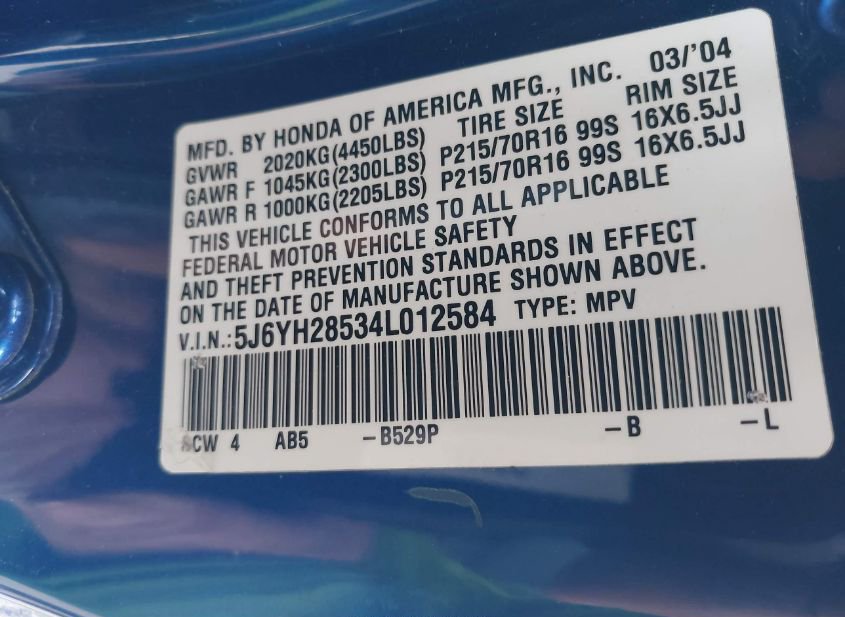 MFD. BY HONDA OF AMERICA MFG., INC. 03/'04
GVWR 2020KG(4450LBS) TIRE SIZE RIM SIZE
GAWR F 1045KG(2300LBS) P215/70R16 99S 16X6.5JJ
GAWR R 1000KG(2205LBS) P215/70R16 99S 16X6.5JJ
THIS VEHICLE CONFORMS TO ALL APPLICABLE
FEDERAL MOTOR VEHICLE SAFETY
AND THEFT PREVENTION STANDARDS IN EFFECT
ON THE DATE OF MANUFACTURE SHOWN ABOVE.
V.I.N.:5J6YH28534L012584 TYPE: MPV
SCW 4 AB5 -B529P -B -L